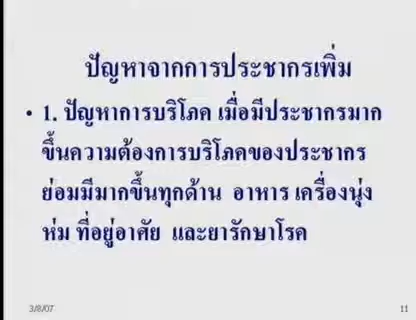 ปัญหาจากการประชากรเพิ่ม
• 1. ปัญหาการบริโภค เมื่อมีประชากรมาก
ขึ้นความต้องการบริโภคของประชากร
ย่อมมีมากขึ้นทุกด้าน อาหาร เครื่องนุ่ง
ห่ม ที่อยู่อาศัย และยารักษาโรค
3/8/07
11